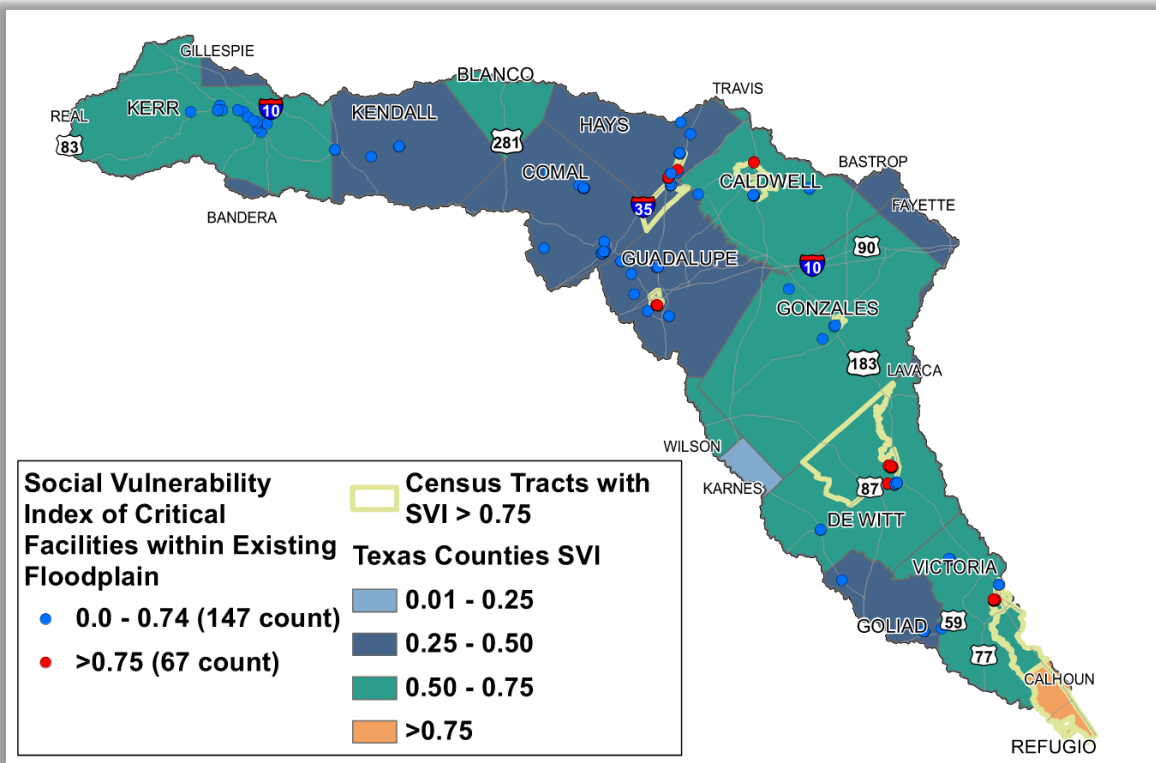 GILLESPIE
BLANCO
TRAVIS
KERR
10
KENDALL
HAYS
REAL
83
281
BASTROP
COMAL
CALDWELL
FAYETTE
BANDERA
35
90
GUADALUPE
10
GONZALES
183
LAVACA
WILSON
KARNES
87
DE WITT
VICTORIA
GOLIAD
59
77
CALHOUN
REFUGIO
Social Vulnerability
Index of Critical
Facilities within Existing
Floodplain
0.0 - 0.74 (147 count)
>0.75 (67 count)
Census Tracts with
SVI > 0.75
Texas Counties SVI
0.01 - 0.25
0.25 - 0.50
0.50 - 0.75
>0.75